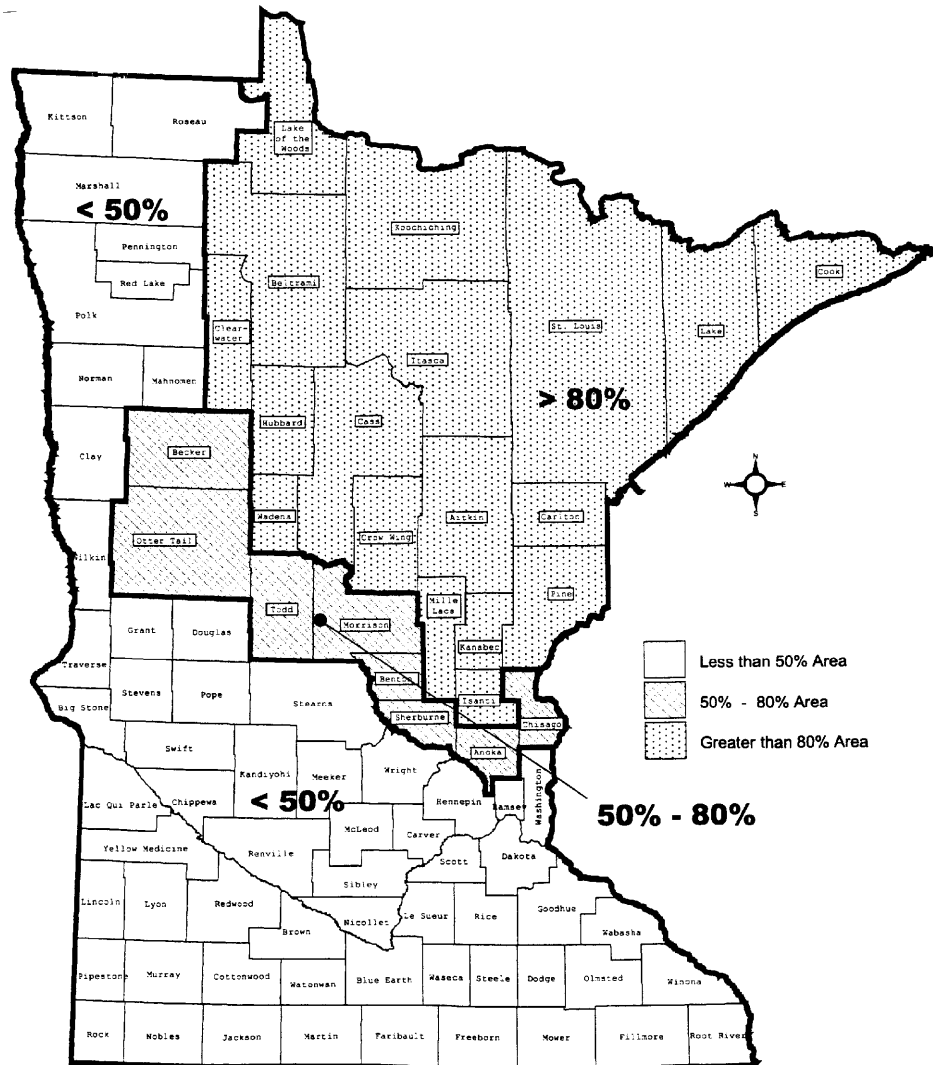 Kittson
Roseau
Lake
of the
Woods
Marshall
< 50%
Koochiching
Pennington
Red Lake
Beltrami
Cook
Polk
Clear-
water
St. Louis
Lake
Itasca
Norman
Mahnomen
> 80%
Hubbard
Cass
Clay
Becker
N
W
E
S
Wadena
Crow Wing
Aitkin
Carlton
Otter Tail
Wilkin
Pine
Mille
Lacs
Todd
Morrison
Grant
Douglas
Kanabec
Less than 50% Area
Traverse
Stevens
Pope
Benton
Isanti
50% - 80% Area
Big Stone
Stearns
Sherburne
Chisago
Greater than 80% Area
Swift
Anoka
Kandiyohi
Meeker
Wright
Washington
Lac Qui Parle
Chippewa
< 50%
Hennepin
Ramsey
50% - 80%
McLeod
Carver
Yellow Medicine
Renville
Scott
Dakota
Sibley
Lincoln
Lyon
Redwood
Nicollet
Le Sueur
Rice
Goodhue
Brown
Wabasha
Pipestone
Murray
Cottonwood
Watonwan
Blue Earth
Waseca
Steele
Dodge
Olmsted
Winona
Rock
Nobles
Jackson
Martin
Faribault
Freeborn
Mower
Fillmore
Root River